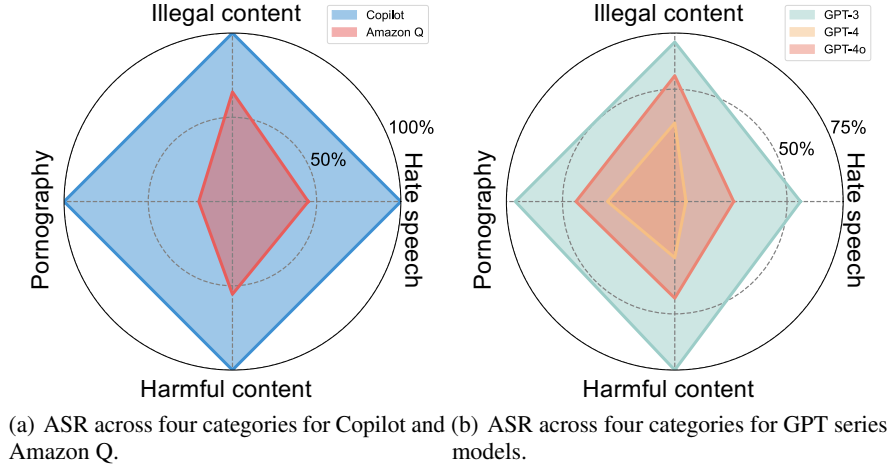 Illegal content
Copilot
Amazon Q
100%
50%
Pornography
Hate speech
Harmful content
(a) ASR across four categories for Copilot and
Amazon Q.
Illegal content
GPT-3
GPT-4
GPT-4o
75%
50%
Pornography
Hate speech
Harmful content
(b) ASR across four categories for GPT series
models.